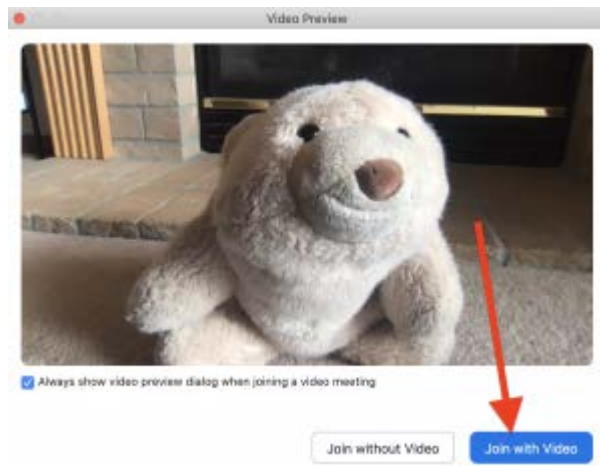 Video Preview
Always show video preview dialog when joining a video meeting
Join without Video
Join with Video